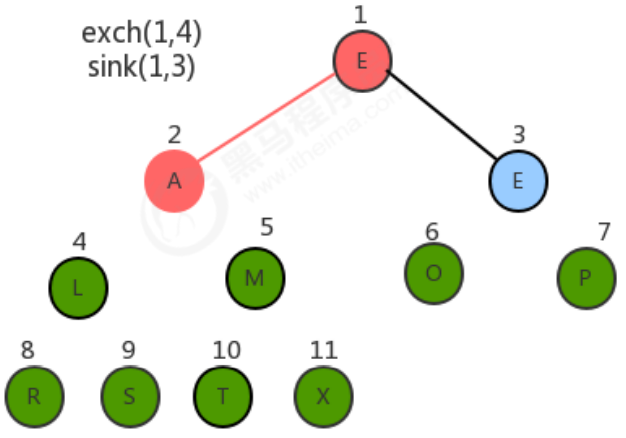 exch(1,4)
sink(1,3)
1
E
2
A
3
E
黑马程序员
www.itheima.com
4
L
5
M
6
O
7
P
8
R
9
S
10
T
11
X